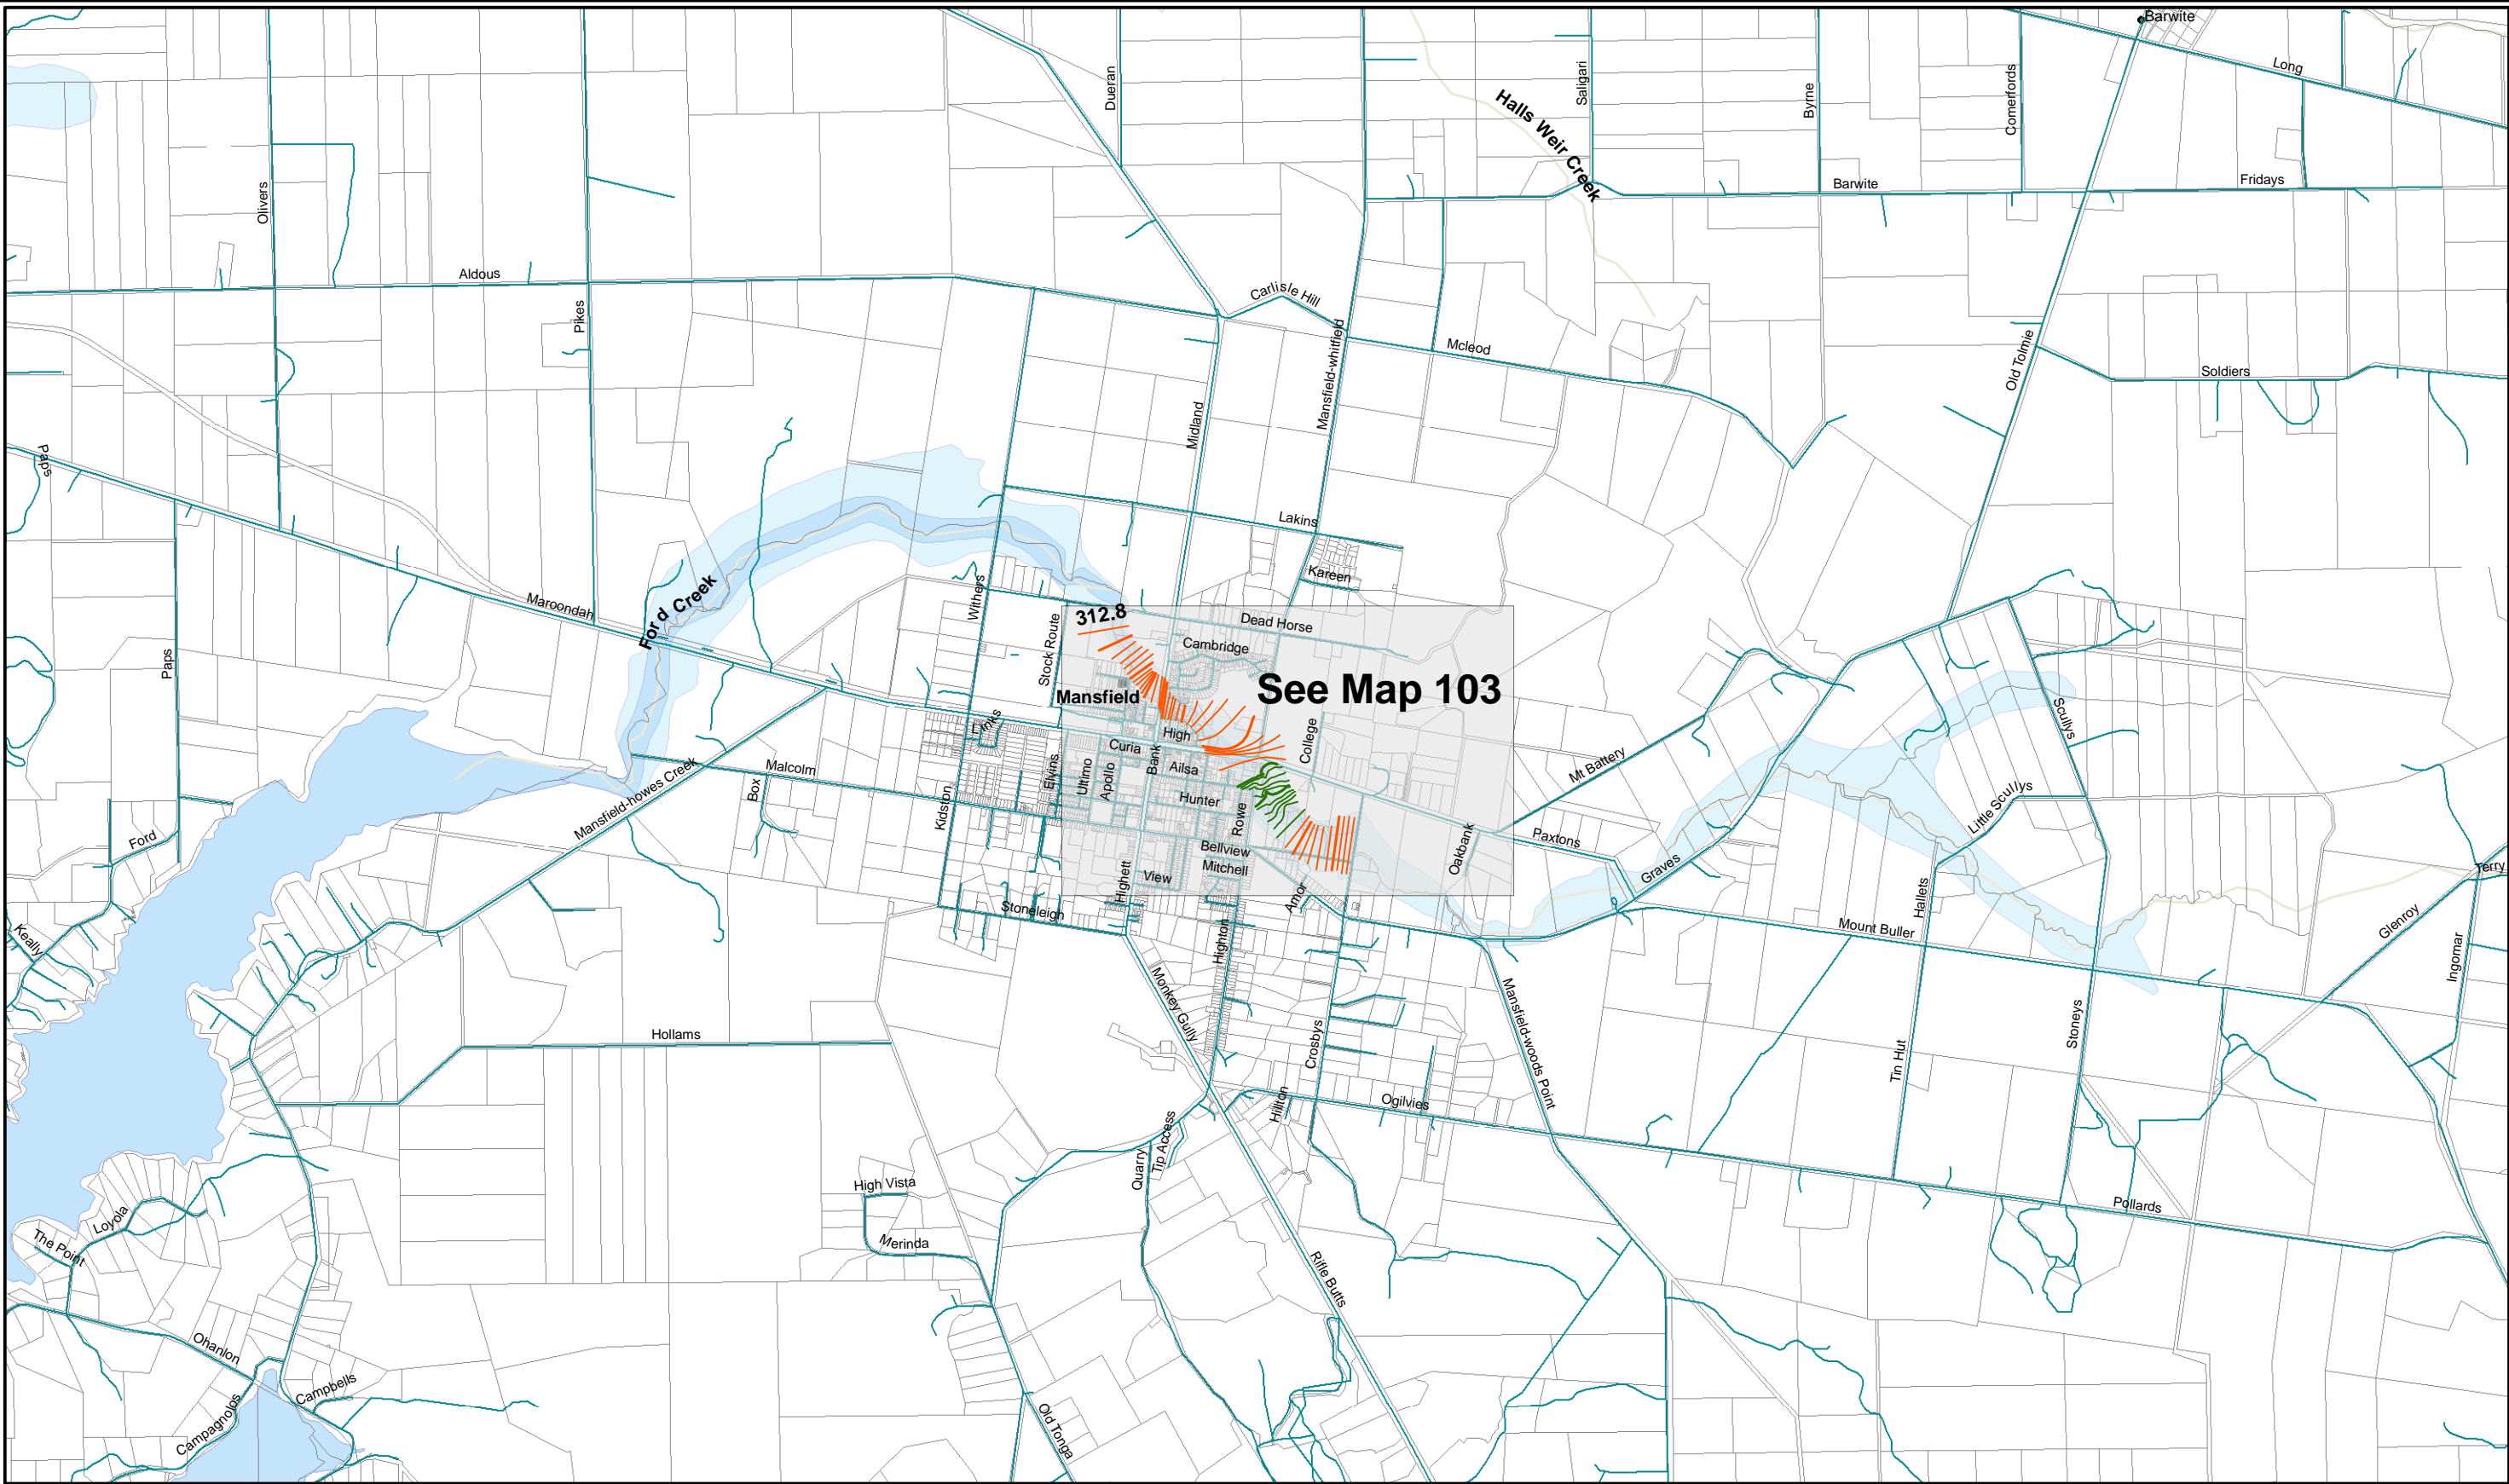 Barwite
Long
Dueran
Saligari
Halls Weir Creek
Byrne
Comerfords
Barwite
Fridays
Olivers
Aldous
Pikes
Carlisle Hill
Mansfield-whitfield
Mcleod
Old Tolmie
Soldiers
Midland
Paps
Lakins
Kareen
Withers
Maroondah
Ford Creek
312.8
Dead Horse
Stock Route
Cambridge
Paps
Mansfield
See Map 103
Links
High
College
Scullys
Curia
Bank
Ailsa
Elvins
Ultimo
Apollo
Malcolm
Mt Battery
Mansfield-howes Creek
Box
Kidston
Hunter
Rowe
Little Scullys
Ford
Bellview
Mitchell
Oakbank
Paxtons
Graves
Terry
View
Highett
Amor
Hallets
Stoneleigh
Mount Buller
Glenroy
Keally
Highton
Ingomar
Monkey Gully
Mansfield-woods Point
Hollams
Crosbys
Stoneys
Tin Hut
Hillton
Ogilvies
Quarry
Tip Access
High Vista
Loyola
The Point
Merinda
Pollards
Rifle Butts
Ohanlon
Campbells
Campagnolos
Old Tonga